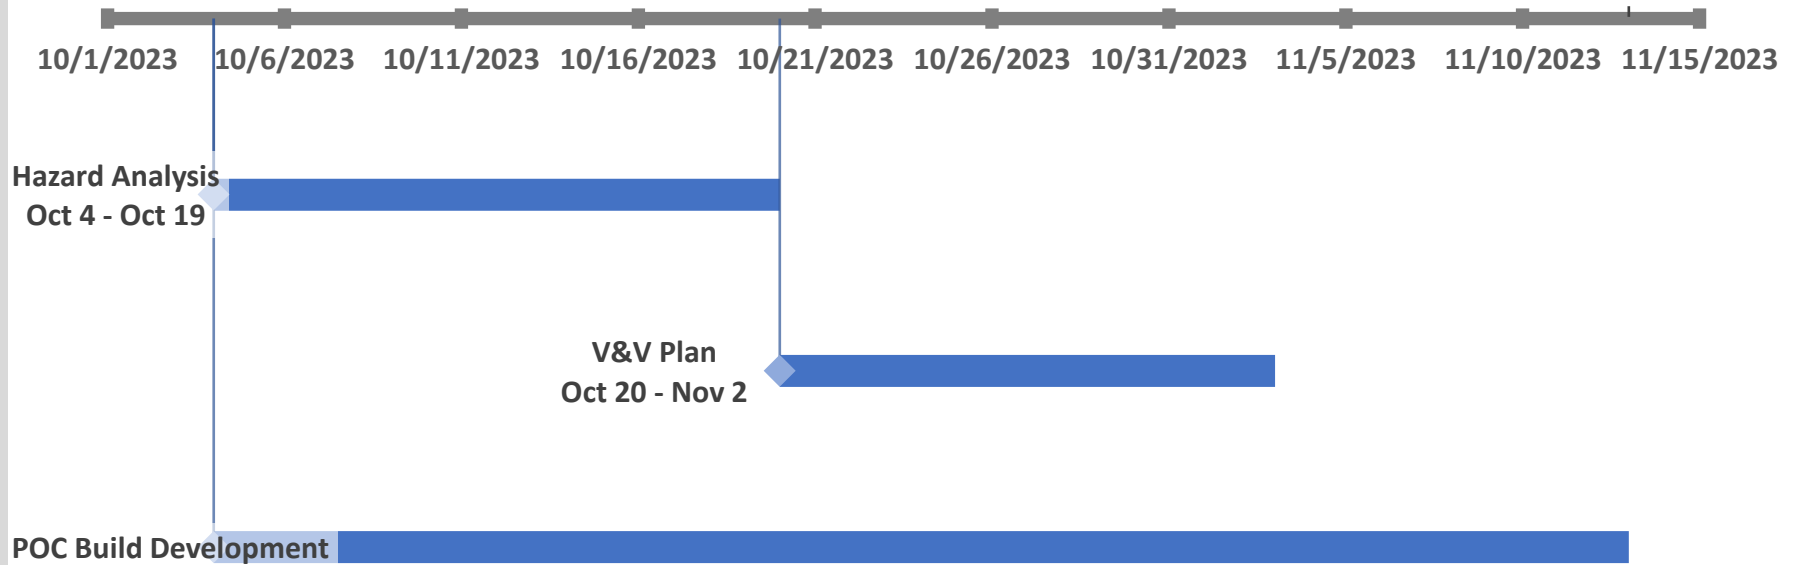 10/1/2023 10/6/2023 10/11/2023 10/16/2023 10/21/2023 10/26/2023 10/31/2023 11/5/2023 11/10/2023 11/15/2023
Hazard Analysis
Oct 4 - Oct 19
V&V Plan
Oct 20 - Nov 2
POC Build Development